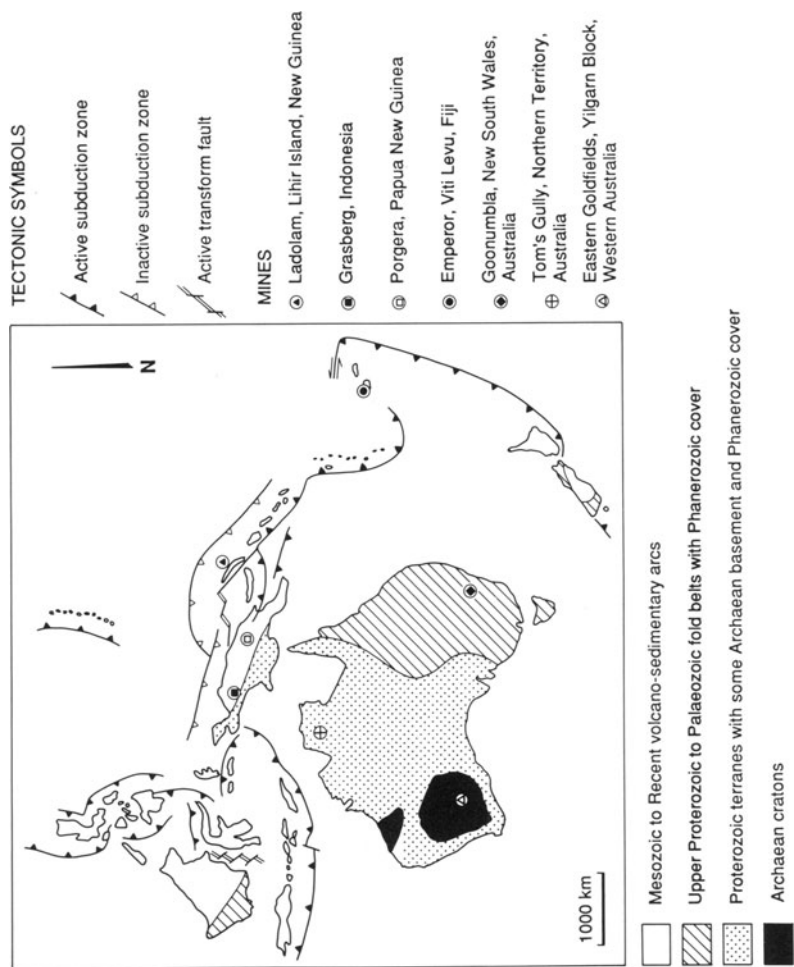 TECTONIC SYMBOLS
Active subduction zone
Inactive subduction zone
Active transform fault
MINES
Ladolam, Lihir Island, New Guinea
Grasberg, Indonesia
Porgera, Papua New Guinea
Emperor, Viti Levu, Fiji
Goonumbla, New South Wales,
Australia
Tom's Gully, Northern Territory,
Australia
Eastern Goldfields, Yilgarn Block,
Western Australia
N
1000 km
Mesozoic to Recent volcano-sedimentary arcs
Upper Proterozoic to Palaeozoic fold belts with Phanerozoic cover
Proterozoic terranes with some Archaean basement and Phanerozoic cover
Archaean cratons